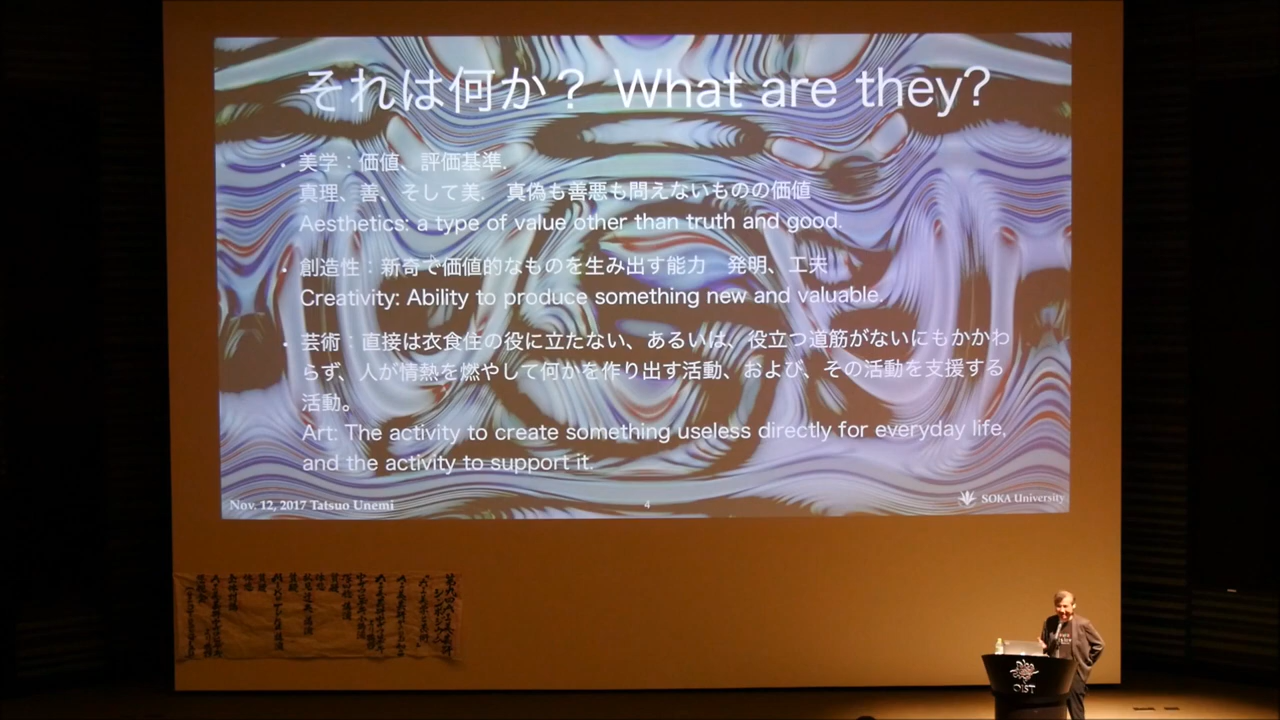 それは何か？ What are they?
・美学：価値、評価基準.
真理、善、そして美. 真偽も善悪も問えないものの価値
Aesthetics: a type of value other than truth and good.
・創造性：新奇で価値的なものを生み出す能力　発明、工夫
Creativity: Ability to produce something new and valuable.
・芸術：直接は衣食住の役に立たない、あるいは、役立つ道筋がないにもかかわ
らず、人が情熱を燃やして何かを作り出す活動、および、その活動を支援する
活動。
Art: The activity to create something useless directly for everyday life,
and the activity to support it.
Nov. 12, 2017 Tatsuo Unemi
4
SOKA University
OIST